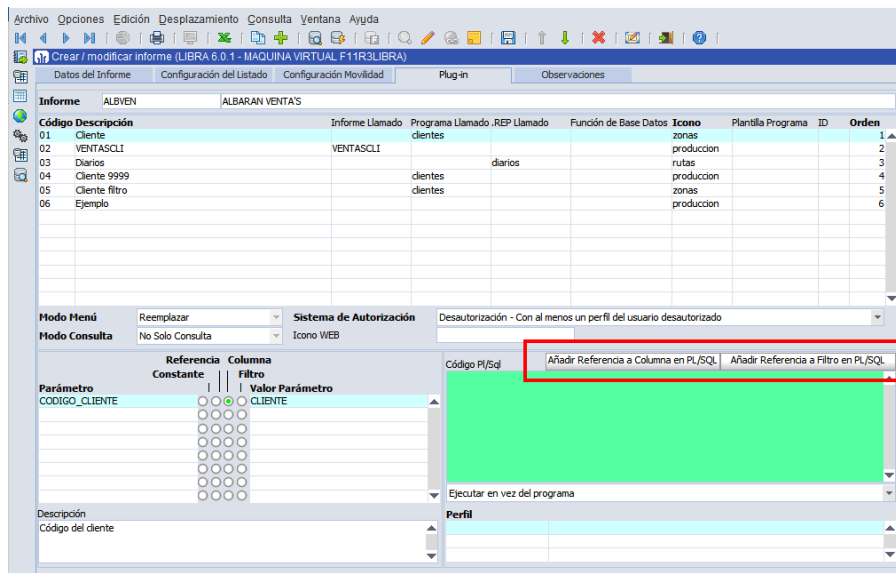 Archivo Opciones Edición Desplazamiento Consulta Ventana Ayuda
Crear / modificar informe (LIBRA 6.0.1 - MAQUINA VIRTUAL F11R3LIBRA)
Datos del Informe Configuración del Listado Configuración Movilidad Plug-in Observaciones
Informe ALBVEN ALBARAN VENTA'S
Código Descripción Informe Llamado Programa Llamado .REP Llamado Función de Base Datos Icono Plantilla Programa ID Orden
01 Cliente clientes zonas 1
02 VENTASCLI VENTASCLI produccion 2
03 Diarios diarios rutas 3
04 Cliente 9999 clientes produccion 4
05 Cliente filtro clientes zonas 5
06 Ejemplo produccion 6
Modo Menú Reemplazar Sistema de Autorización Desautorización - Con al menos un perfil del usuario desautorizado
Modo Consulta No Solo Consulta Icono WEB
Referencia Columna
Constante Filtro
Parámetro Valor Parámetro
CODIGO_CLIENTE CLIENTE
Código Pl/Sql Añadir Referencia a Columna en PL/SQL Añadir Referencia a Filtro en PL/SQL
Ejecutar en vez del programa
Descripción
Código del cliente
Perfil